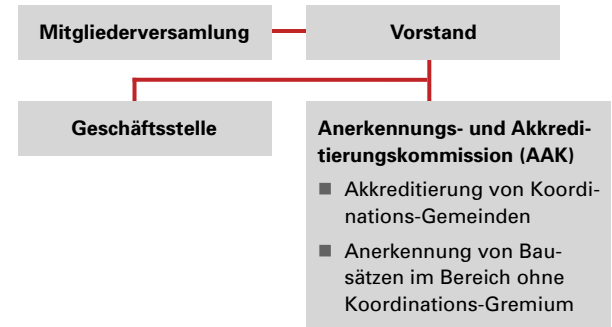 Mitgliederversamlung
Vorstand
Geschäftsstelle
Anerkennungs- und Akkredi-
tierungskommission (AAK)
■ Akkreditierung von Koordi-
nations-Gemeinden
■ Anerkennung von Bau-
sätzen im Bereich ohne
Koordinations-Gremium